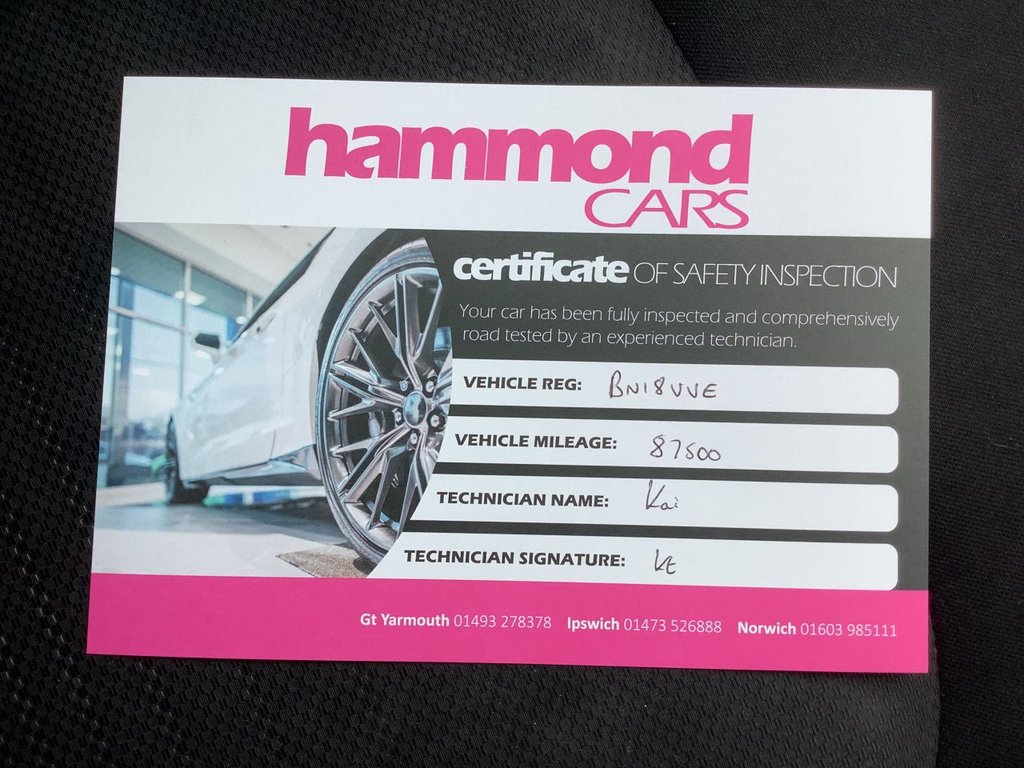 hammond
CARS
certificate OF SAFETY INSPECTION
Your car has been fully inspected and comprehensively
road tested by an experienced technician.
VEHICLE REG: BN18VVE
VEHICLE MILEAGE: 87500
TECHNICIAN NAME: Kai
TECHNICIAN SIGNATURE: KE
Gt Yarmouth 01493 278378 Ipswich 01473 526888 Norwich 01603 985111